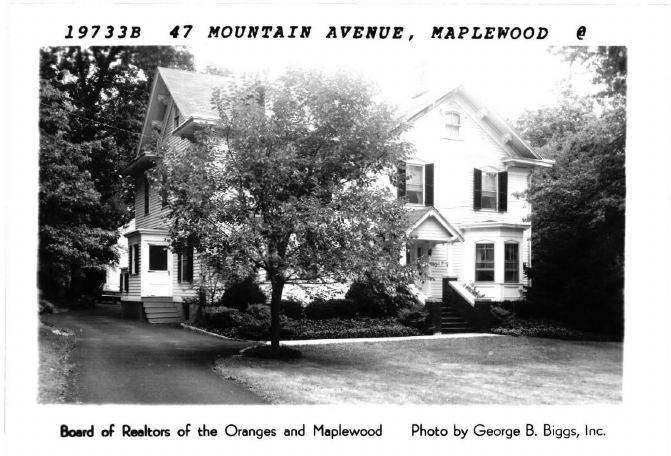 19733B 47 MOUNTAIN AVENUE, MAPLEWOOD @
Board of Realtors of the Oranges and Maplewood Photo by George B. Biggs, Inc.